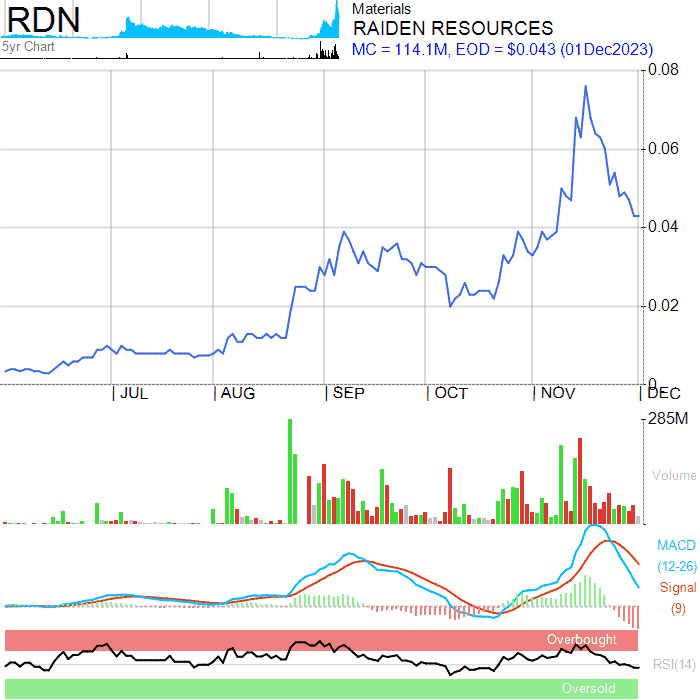 RDN
5yr Chart
Materials
RAIDEN RESOURCES
MC = 114.1M, EOD = $0.043 (01Dec2023)
0.08
0.06
0.04
0.02
0
JUL AUG SEP OCT NOV DEC
285M
Volume
MACD
(12-26)
Signal
(9)
Overbought
RSI(14)
Oversold